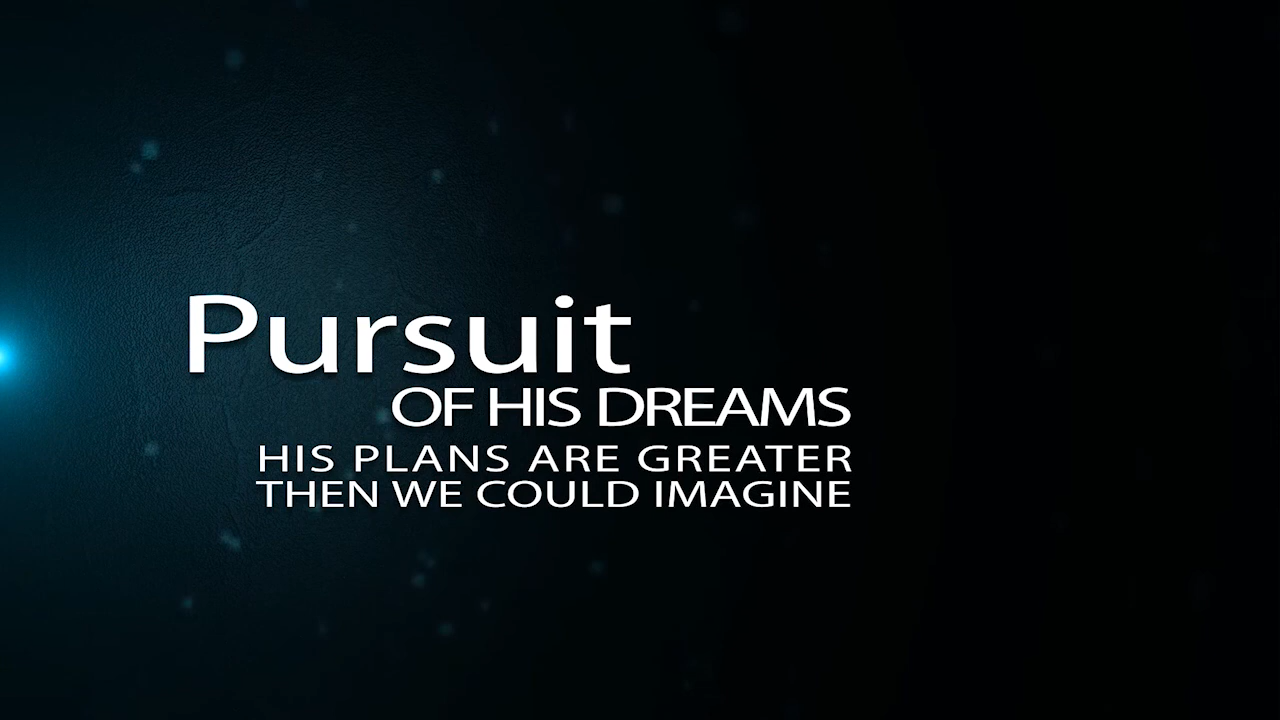 Pursuit
OF HIS DREAMS
HIS PLANS ARE GREATER
THEN WE COULD IMAGINE